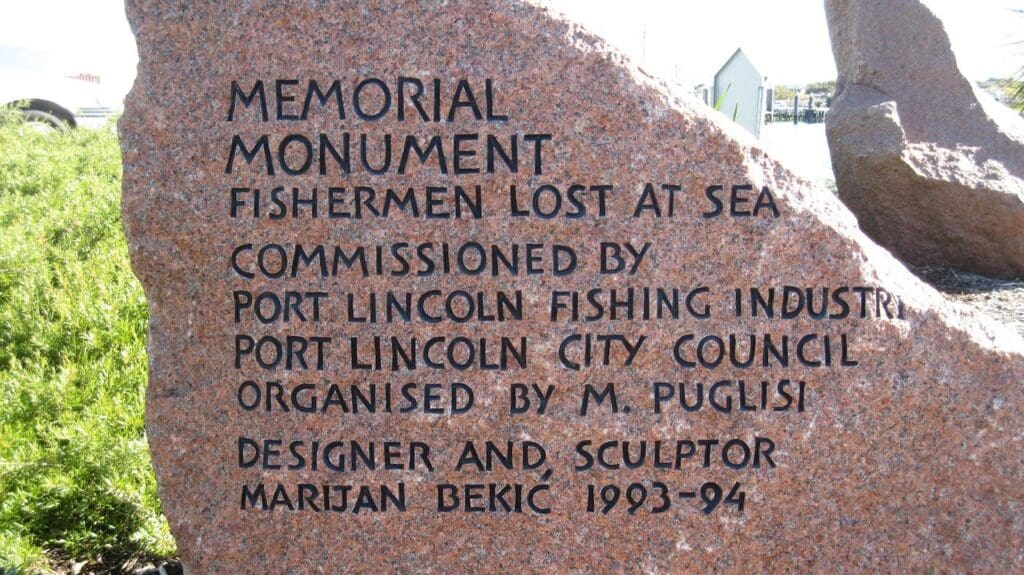 MEMORIAL
MONUMENT
FISHERMEN LOST AT SEA
COMMISSIONED BY
PORT LINCOLN FISHING INDUSTRY
PORT LINCOLN CITY COUNCIL
ORGANISED BY M. PUGLISI
DESIGNER AND SCULPTOR
MARIJAN BEKIĆ 1993-94